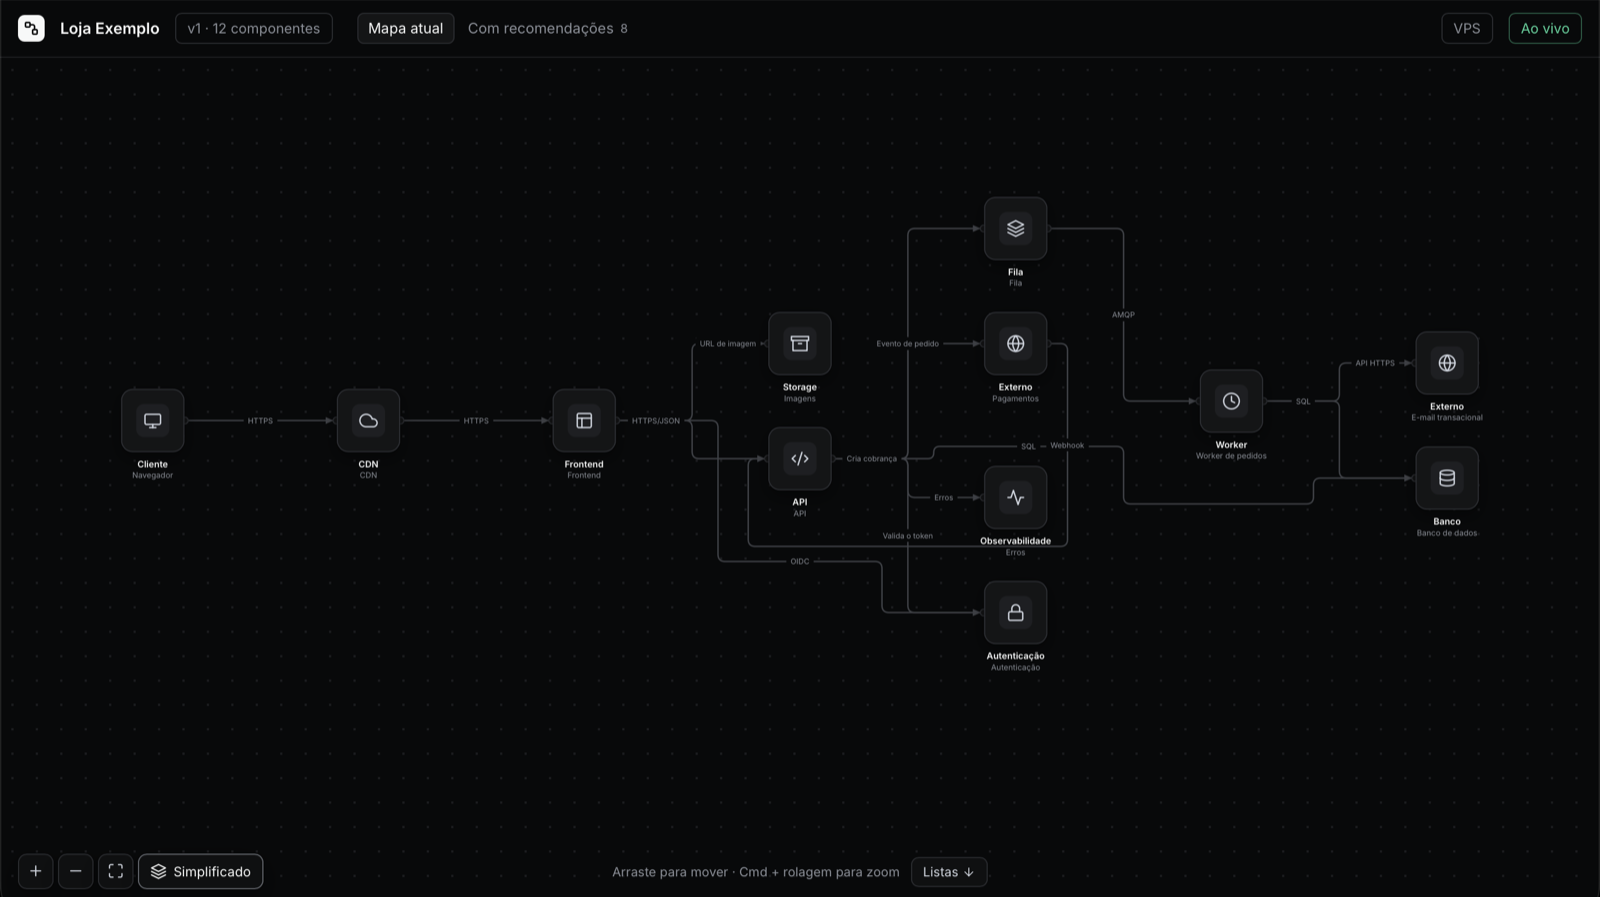 Loja Exemplo
v1 · 12 componentes
Mapa atual
Com recomendações 8
VPS
Ao vivo
Fila
Fila
AMQP
URL de imagem
Storage
Imagens
Evento de pedido
Externo
Pagamentos
API HTTPS
Externo
E-mail transacional
HTTPS
HTTPS
HTTPS/JSON
Cliente
Navegador
CDN
CDN
Frontend
Frontend
SQL
Worker
Worker de pedidos
Cria cobrança
SQL
Webhook
API
API
Erros
Observabilidade
Erros
Valida o token
Banco
Banco de dados
OIDC
Autenticação
Autenticação
Simplificado
Arraste para mover · Cmd + rolagem para zoom
Listas ↓